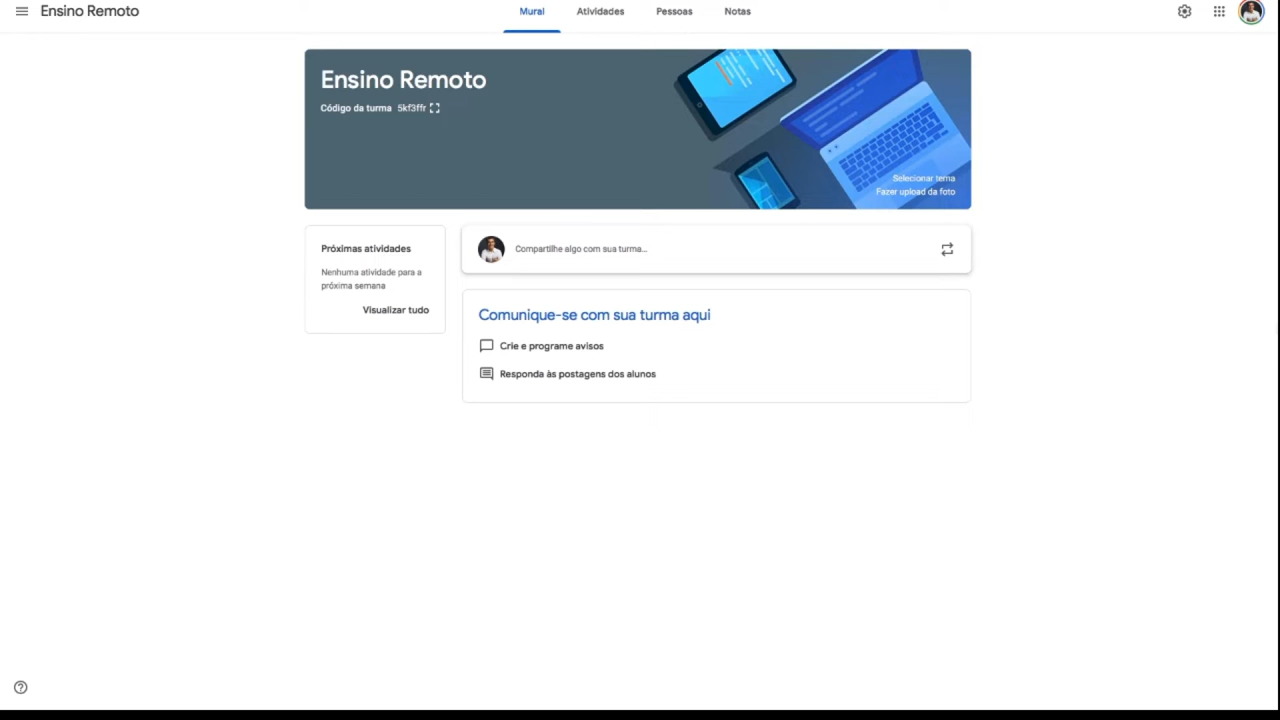 Ensino Remoto
Mural
Atividades
Pessoas
Notas
Ensino Remoto
Código da turma 5kf3ffr
Selecionar tema
Fazer upload da foto
Próximas atividades
Nenhuma atividade para a
próxima semana
Visualizar tudo
Compartilhe algo com sua turma...
Comunique-se com sua turma aqui
Crie e programe avisos
Responda às postagens dos alunos